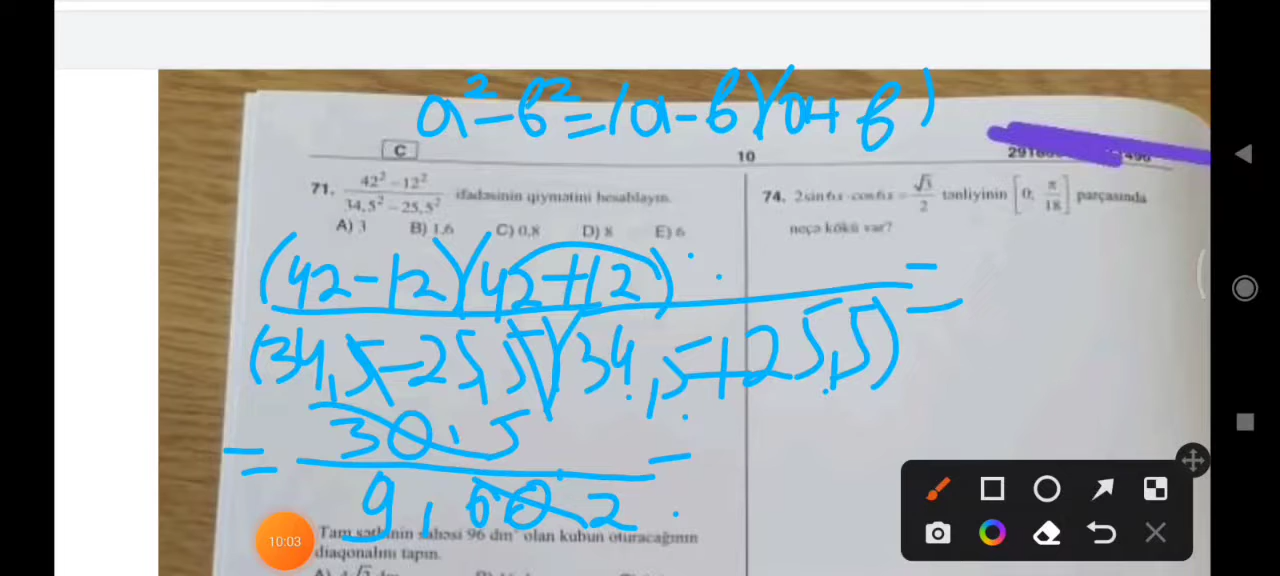 a² - b² = (a - b)(a + b)
C
10
71. 42² - 12² / 34,5² - 25,5² ifadəsinin qiymətini hesablayın.
A) 3 B) 1,6 C) 0,8 D) 8 E) 6
74. 2sin6x·cos6x = √3/2 tənliyinin [0; π/18] parçasında
neçə kökü var?
(42-12)(42+12)
(34,5-25,5)(34,5+25,5) =
= 30 · 5
9 · 60 2 =
Tam səthinin sahəsi 96 dm² olan kubun oturacağının
diaqonalını tapın.
10:03